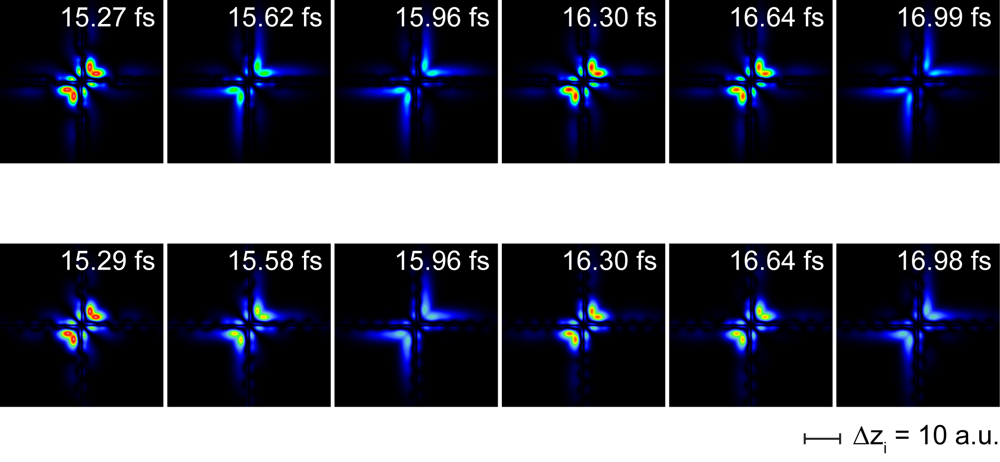 15.27 fs 15.62 fs 15.96 fs 16.30 fs 16.64 fs 16.99 fs
15.29 fs 15.58 fs 15.96 fs 16.30 fs 16.64 fs 16.98 fs
Δzᵢ = 10 a.u.